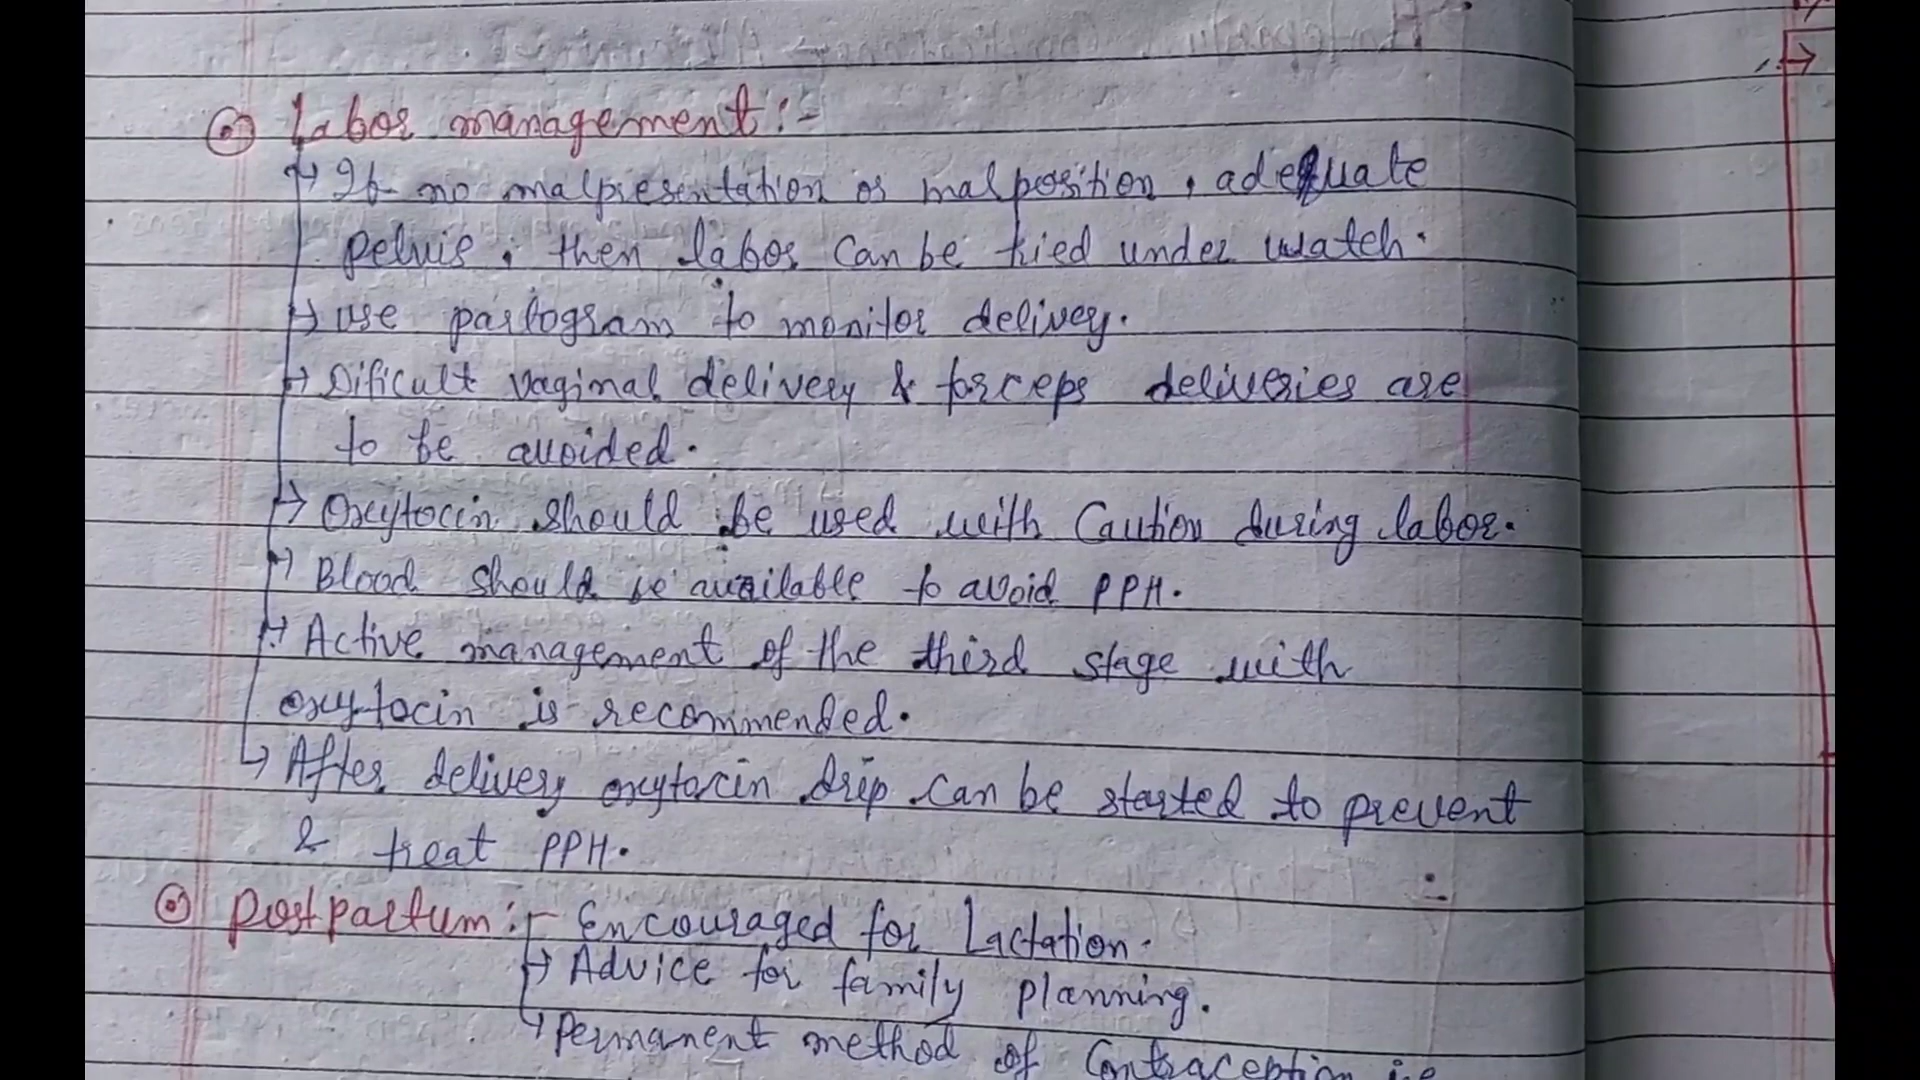 Labor management :-
→ If no malpresentation or malposition, adequate
pelvis, then labor can be tried under watch.
→ use partogram to monitor delivey.
→ Dificult vaginal delivery & forceps deliveries are
to be avoided.
→ Oxytocin should be used with Caution during labor.
→ Blood should be available to avoid PPH.
→ Active management of the third stage with
oxytocin is recommended.
→ After delivery oxytocin drip can be started to prevent
& treat PPH.
Postpartum :- Encouraged for Lactation.
→ Advice for family planning.
→ Permanent method of Contraception i.e